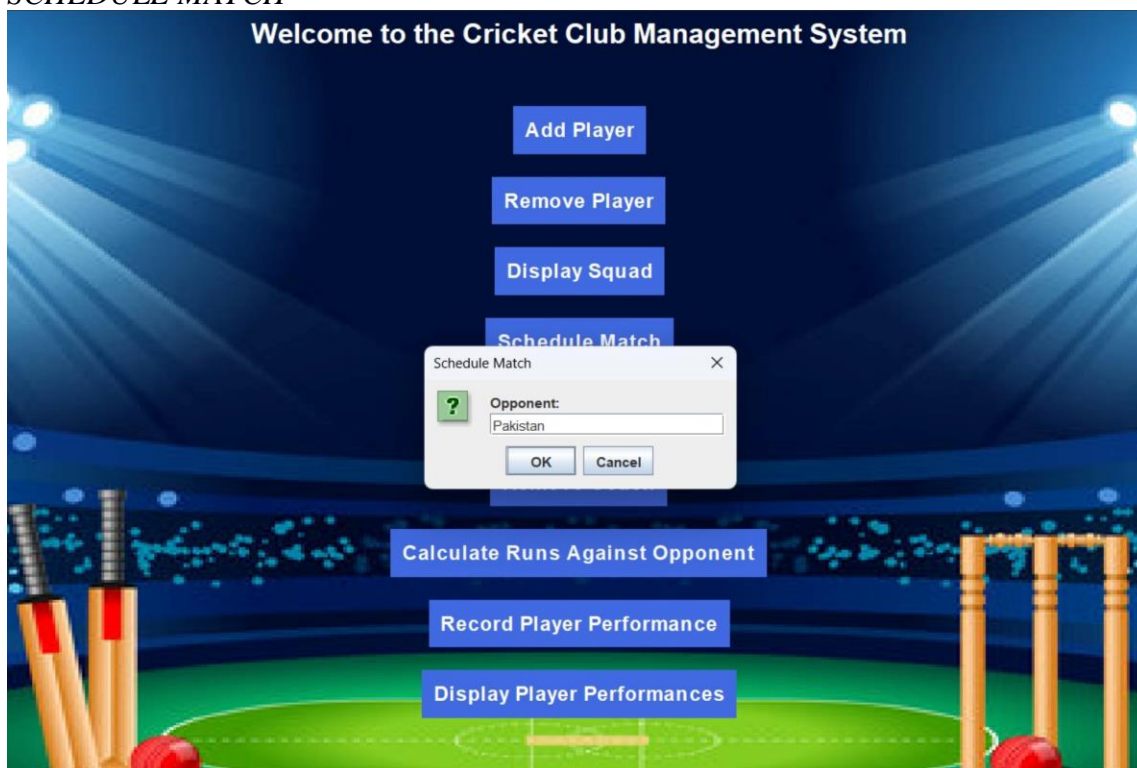 SCHEDULE MATCH
Welcome to the Cricket Club Management System
Add Player
Remove Player
Display Squad
Schedule Match
Schedule Match
?
Opponent:
Pakistan
OK Cancel
Calculate Runs Against Opponent
Record Player Performance
Display Player Performances